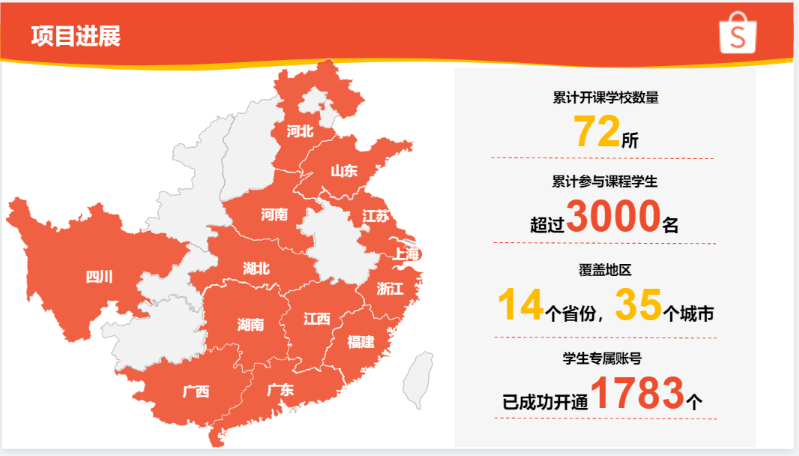 项目进展
S
河北
山东
河南
江苏
上海
四川
湖北
浙江
湖南
江西
福建
广西
广东
累计开课学校数量
72所
累计参与课程学生
超过3000名
覆盖地区
14个省份，35个城市
学生专属账号
已成功开通1783个